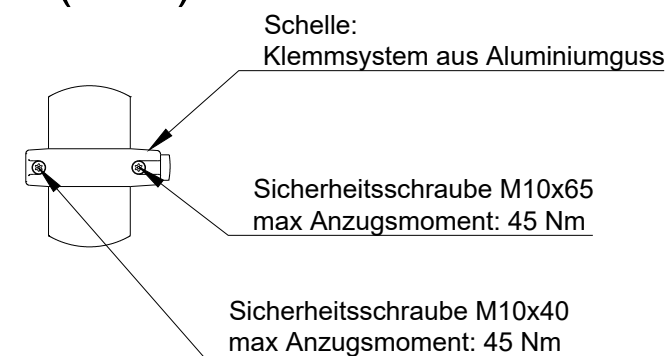 Schelle:
Klemmsystem aus Aluminiumguss
Sicherheitsschraube M10x65
max Anzugsmoment: 45 Nm
Sicherheitsschraube M10x40
max Anzugsmoment: 45 Nm